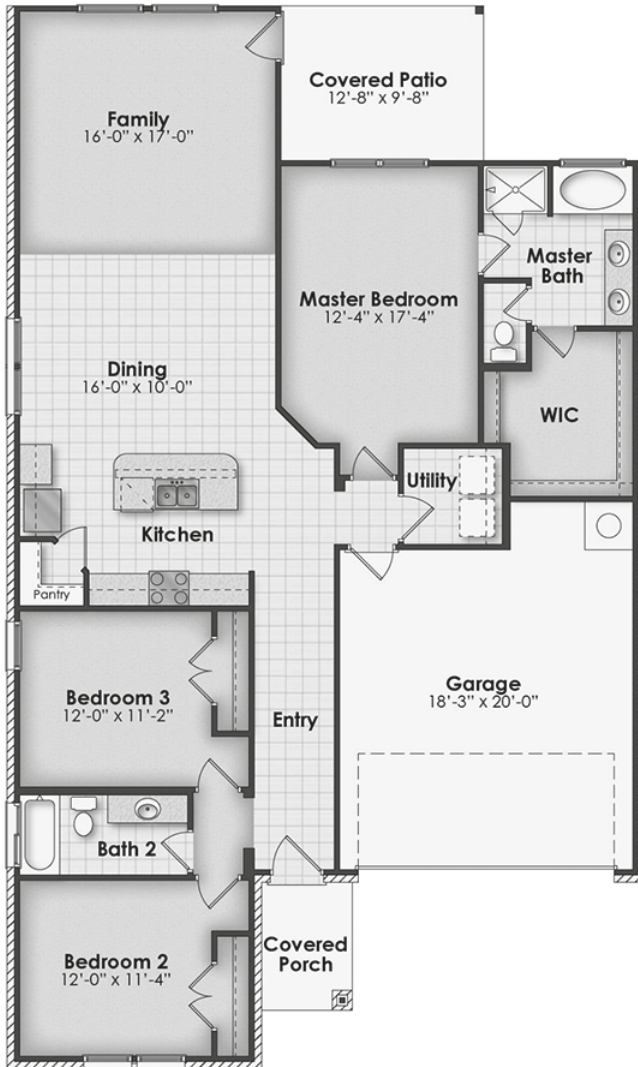 Family
16'-0" x 17'-0"
Covered Patio
12'-8" x 9'-8"
Master Bedroom
12'-4" x 17'-4"
Master
Bath
Dining
16'-0" x 10'-0"
WIC
Utility
Kitchen
Pantry
Bedroom 3
12'-0" x 11'-2"
Garage
18'-3" x 20'-0"
Entry
Bath 2
Covered
Porch
Bedroom 2
12'-0" x 11'-4"